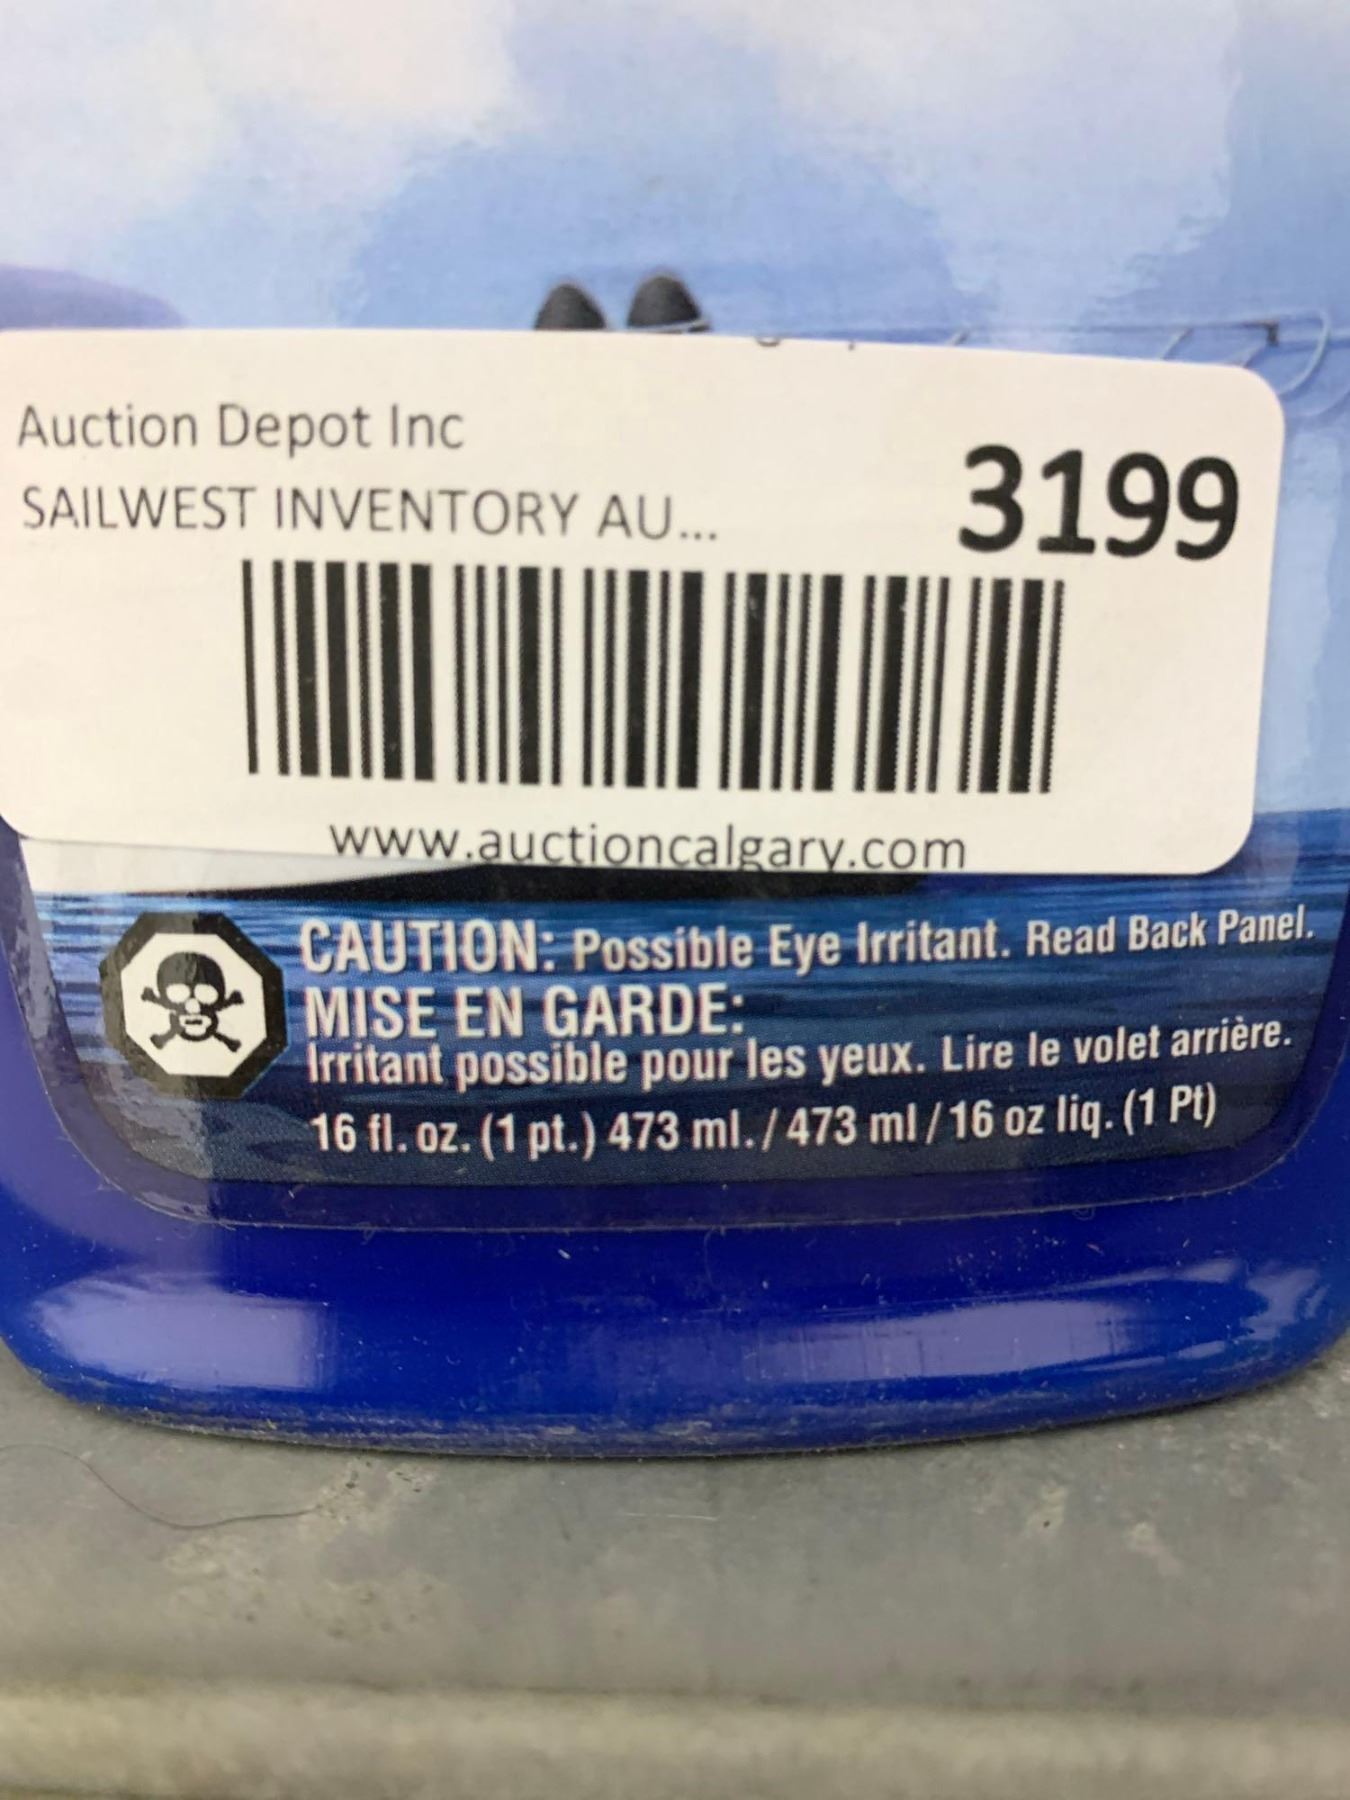 Auction Depot Inc
SAILWEST INVENTORY AU...
3199
www.auctioncalgary.com
CAUTION: Possible Eye Irritant. Read Back Panel.
MISE EN GARDE:
Irritant possible pour les yeux. Lire le volet arrière.
16 fl. oz. (1 pt.) 473 ml. / 473 ml / 16 oz liq. (1 Pt)